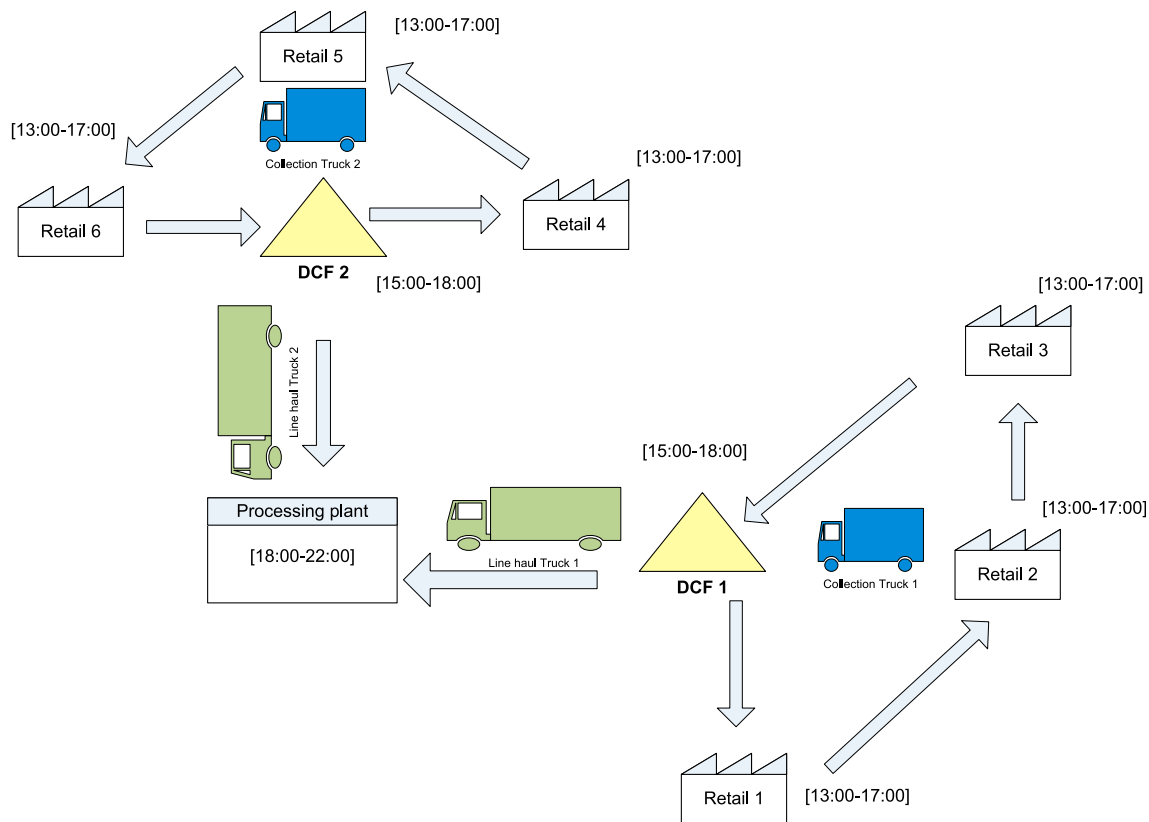 [13:00-17:00]
Retail 5
[13:00-17:00]
Collection Truck 2
[13:00-17:00]
Retail 6
Retail 4
DCF 2
[15:00-18:00]
Line haul Truck 2
[13:00-17:00]
Retail 3
[15:00-18:00]
Processing plant
[18:00-22:00]
Line haul Truck 1
DCF 1
Collection Truck 1
[13:00-17:00]
Retail 2
Retail 1
[13:00-17:00]